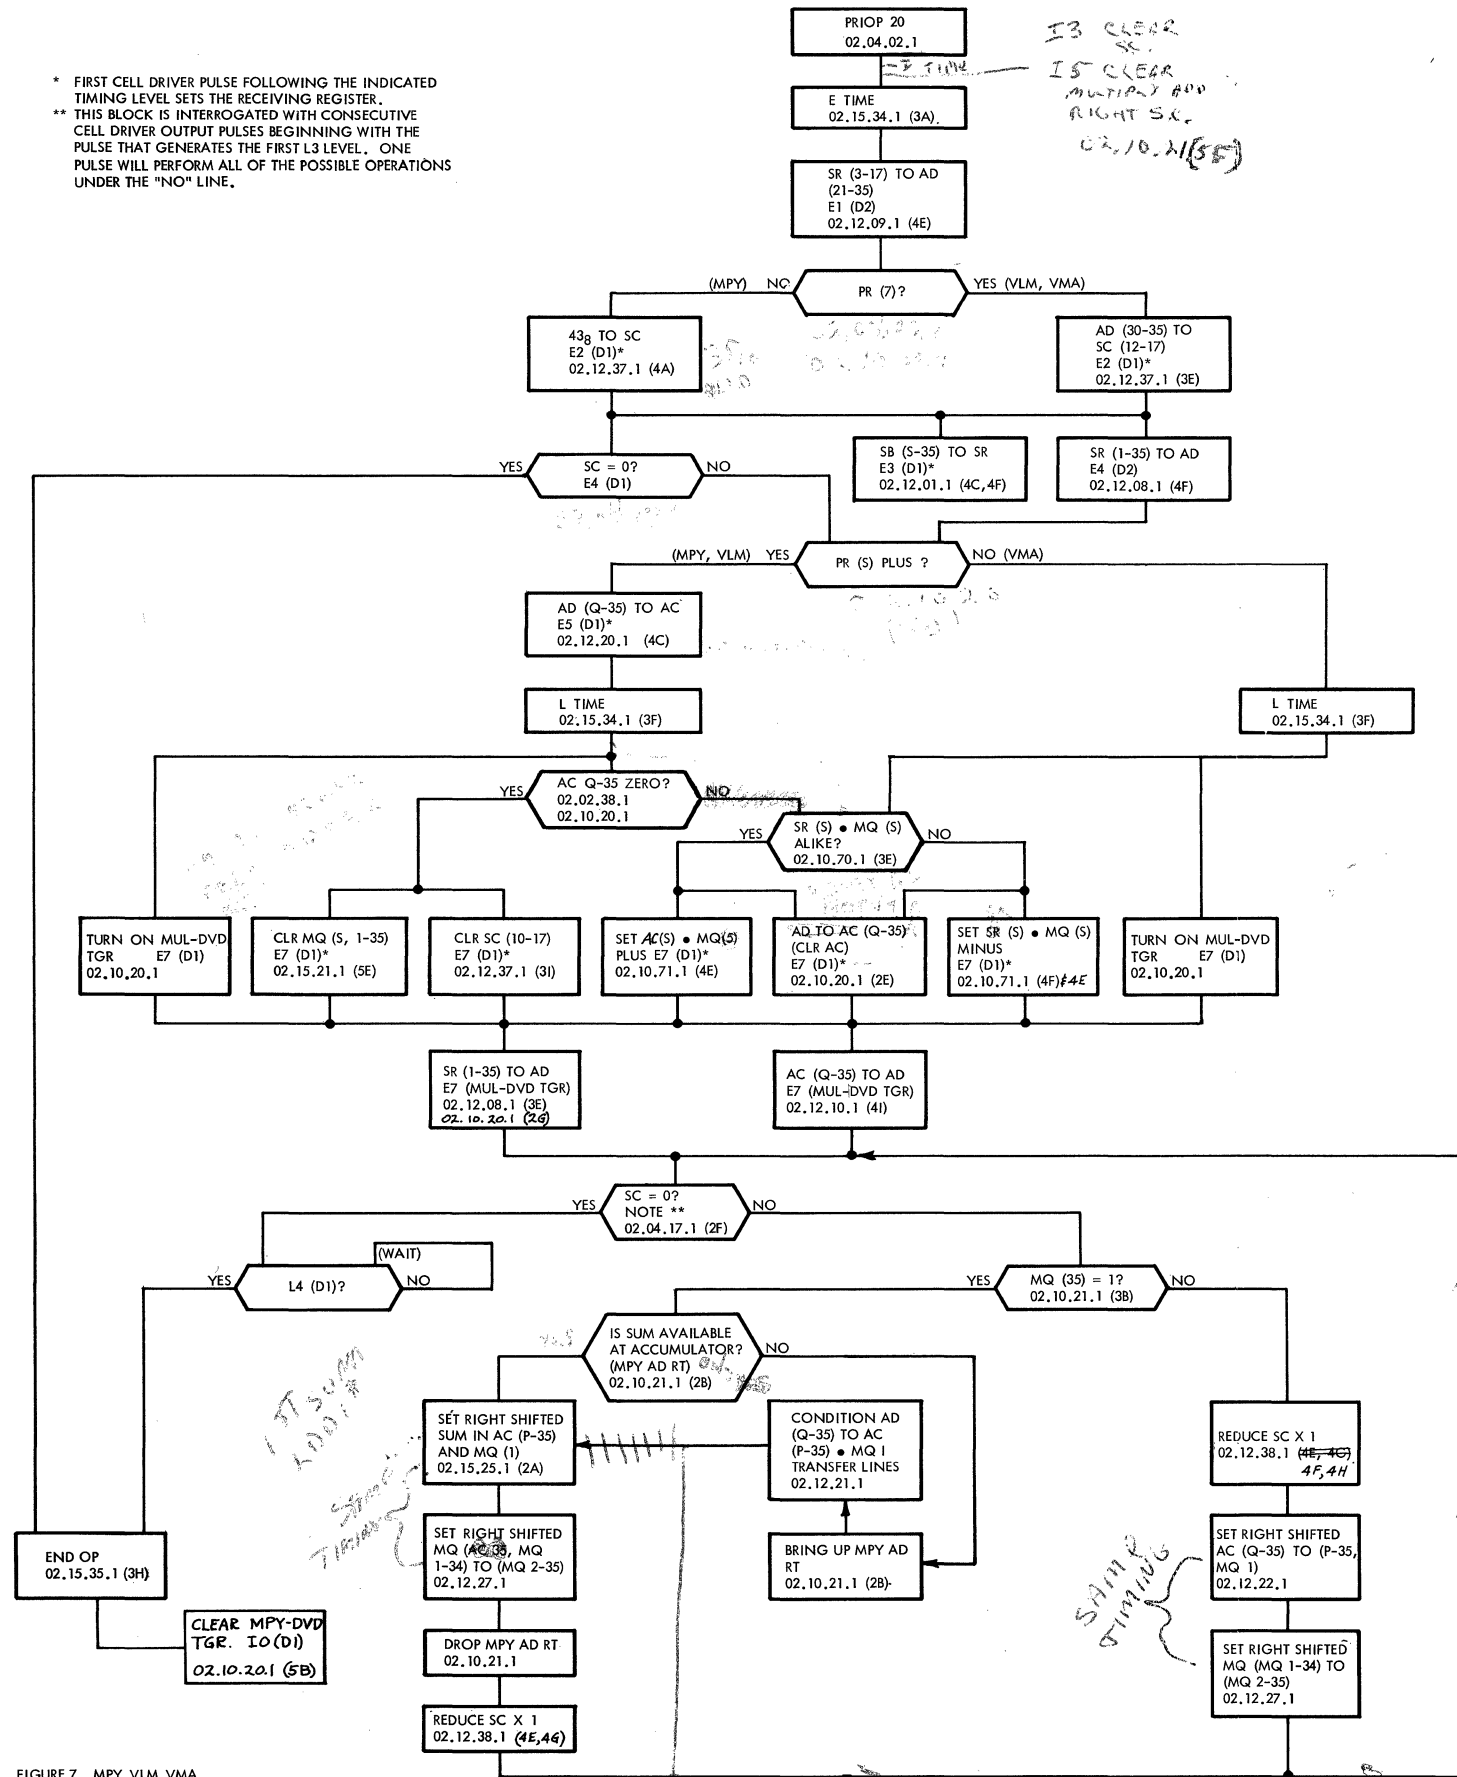 PRIOP 20
02.04.02.1
I3 CLEAR
SC.
I5 CLEAR
MULTIPLY ADD
RIGHT S.C.
02.10.21(5F)
TIME
* FIRST CELL DRIVER PULSE FOLLOWING THE INDICATED
TIMING LEVEL SETS THE RECEIVING REGISTER.
** THIS BLOCK IS INTERROGATED WITH CONSECUTIVE
CELL DRIVER OUTPUT PULSES BEGINNING WITH THE
PULSE THAT GENERATES THE FIRST L3 LEVEL. ONE
PULSE WILL PERFORM ALL OF THE POSSIBLE OPERATIONS
UNDER THE "NO" LINE.
E TIME
02.15.34.1 (3A)
SR (3-17) TO AD
(21-35)
E1 (D2)
02.12.09.1 (4E)
(MPY) NO
PR (7)?
YES (VLM, VMA)
43₈ TO SC
E2 (D1)*
02.12.37.1 (4A)
AD (30-35) TO
SC (12-17)
E2 (D1)*
02.12.37.1 (3E)
YES
SC = 0?
E4 (D1)
NO
SB (S-35) TO SR
E3 (D1)*
02.12.01.1 (4C,4F)
SR (1-35) TO AD
E4 (D2)
02.12.08.1 (4F)
(MPY, VLM) YES
PR (S) PLUS ?
NO (VMA)
AD (Q-35) TO AC
E5 (D1)*
02.12.20.1 (4C)
L TIME
02.15.34.1 (3F)
L TIME
02.15.34.1 (3F)
YES
AC Q-35 ZERO?
02.02.38.1
02.10.20.1
NO
YES
SR (S) ● MQ (S)
ALIKE?
02.10.70.1 (3E)
NO
TURN ON MUL-DVD
TGR E7 (D1)
02.10.20.1
CLR MQ (S, 1-35)
E7 (D1)*
02.15.21.1 (5E)
CLR SC (10-17)
E7 (D1)*
02.12.37.1 (3I)
SET AC(S) ● MQ(S)
PLUS E7 (D1)*
02.10.71.1 (4E)
AD TO AC (Q-35)
(CLR AC)
E7 (D1)*
02.10.20.1 (2E)
SET SR (S) ● MQ (S)
MINUS
E7 (D1)*
02.10.71.1 (4F)&4E
TURN ON MUL-DVD
TGR E7 (D1)
02.10.20.1
SR (1-35) TO AD
E7 (MUL-DVD TGR)
02.12.08.1 (3E)
02.10.20.1 (2G)
AC (Q-35) TO AD
E7 (MUL-DVD TGR)
02.12.10.1 (4I)
YES
SC = 0?
NOTE **
02.04.17.1 (2F)
NO
(WAIT)
YES
L4 (D1)?
NO
YES
MQ (35) = 1?
02.10.21.1 (3B)
NO
YES
IS SUM AVAILABLE
AT ACCUMULATOR?
(MPY AD RT)
02.10.21.1 (2B)
NO
1ST SUM
SET RIGHT SHIFTED
SUM IN AC (P-35)
AND MQ (1)
02.15.25.1 (2A)
CONDITION AD
(Q-35) TO AC
(P-35) ● MQ I
TRANSFER LINES
02.12.21.1
REDUCE SC X 1
02.12.38.1 (4E, 4G)
4F,4H
TIMING
SET RIGHT SHIFTED
MQ (AC 35, MQ
1-34) TO (MQ 2-35)
02.12.27.1
BRING UP MPY AD
RT
02.10.21.1 (2B)
SET RIGHT SHIFTED
AC (Q-35) TO (P-35,
MQ 1)
02.12.22.1
SAME
TIMING
END OP
02.15.35.1 (3H)
CLEAR MPY-DVD
TGR. IO(D1)
02.10.20.1 (5B)
DROP MPY AD RT
02.10.21.1
SET RIGHT SHIFTED
MQ (MQ 1-34) TO
(MQ 2-35)
02.12.27.1
REDUCE SC X 1
02.12.38.1 (4E,4G)
FIGURE 7 MPY VLM VMA